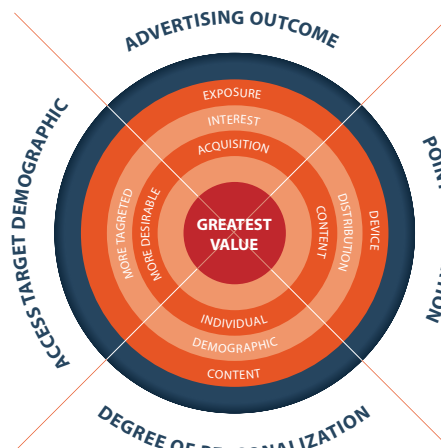 ADVERTISING OUTCOME
EXPOSURE
INTEREST
ACQUISITION
ACCESS TARGET DEMOGRAPHIC
MORE TAGRETED
MORE DESIRABLE
GREATEST
VALUE
CONTENT
DISTRIBUTION
DEVICE
INDIVIDUAL
DEMOGRAPHIC
CONTENT
DEGREE OF